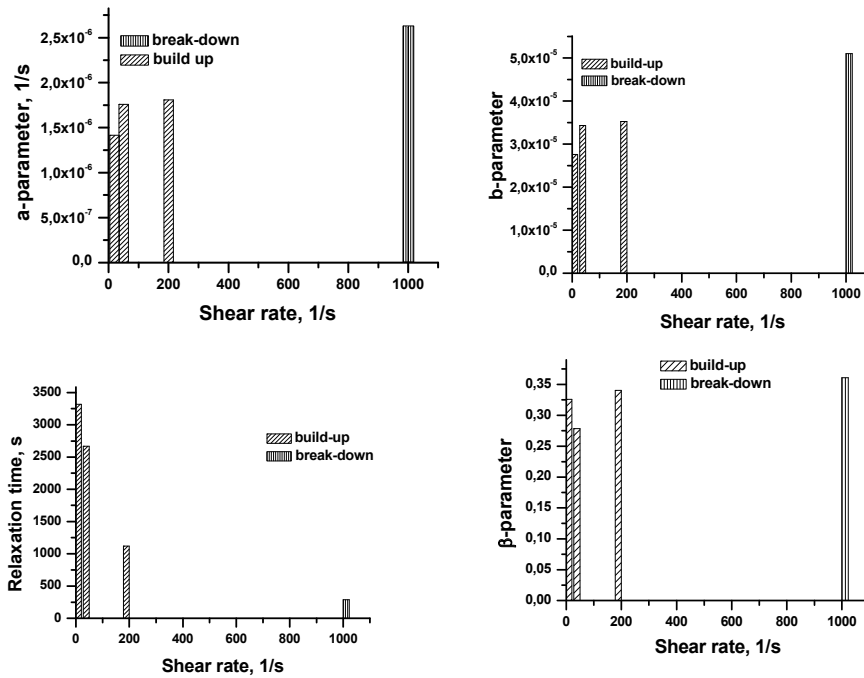 2,5x10⁻⁶
2,0x10⁻⁶
1,5x10⁻⁶
1,0x10⁻⁶
5,0x10⁻⁷
0,0
a-parameter, 1/s
break-down
build up
0 200 400 600 800 1000
Shear rate, 1/s
5,0x10⁻⁵
4,0x10⁻⁵
3,0x10⁻⁵
2,0x10⁻⁵
1,0x10⁻⁵
0,0
b-parameter
build-up
break-down
0 200 400 600 800 1000
Shear rate, 1/s
3500
3000
2500
2000
1500
1000
500
0
Relaxation time, s
build-up
break-down
0 200 400 600 800 1000
Shear rate, 1/s
0,35
0,30
0,25
0,20
0,15
0,10
0,05
0,00
β-parameter
build-up
break-down
0 200 400 600 800 1000
Shear rate, 1/s